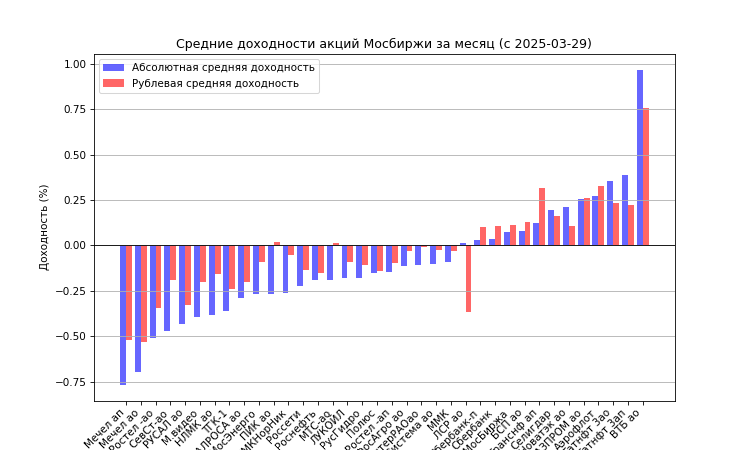 Средние доходности акций Мосбиржи за месяц (с 2025-03-29)
Абсолютная средняя доходность
Рублевая средняя доходность
Доходность (%)
1.00
0.75
0.50
0.25
0.00
−0.25
−0.50
−0.75
Мечел ап
Мечел ао
Ростел -ао
СевСт-ао
РУСАЛ ао
М.видео
НЛМК ао
ТГК-1
АЛРОСА ао
МосЭнерго
ПИК ао
ГМКНорНик
Россети
Роснефть
МТС-ао
ЛУКОЙЛ
РусГидро
Полюс
Ростел -ап
РосАгро ао
ИнтерРАОао
Система ао
ММК
ЛСР ао
Сбербанк-п
Сбербанк
МосБиржа
БСП ао
Транснф ап
Селигдар
Новатэк ао
ГАЗПРОМ ао
Аэрофлот
Татнфт 3ао
Татнфт 3ап
ВТБ ао